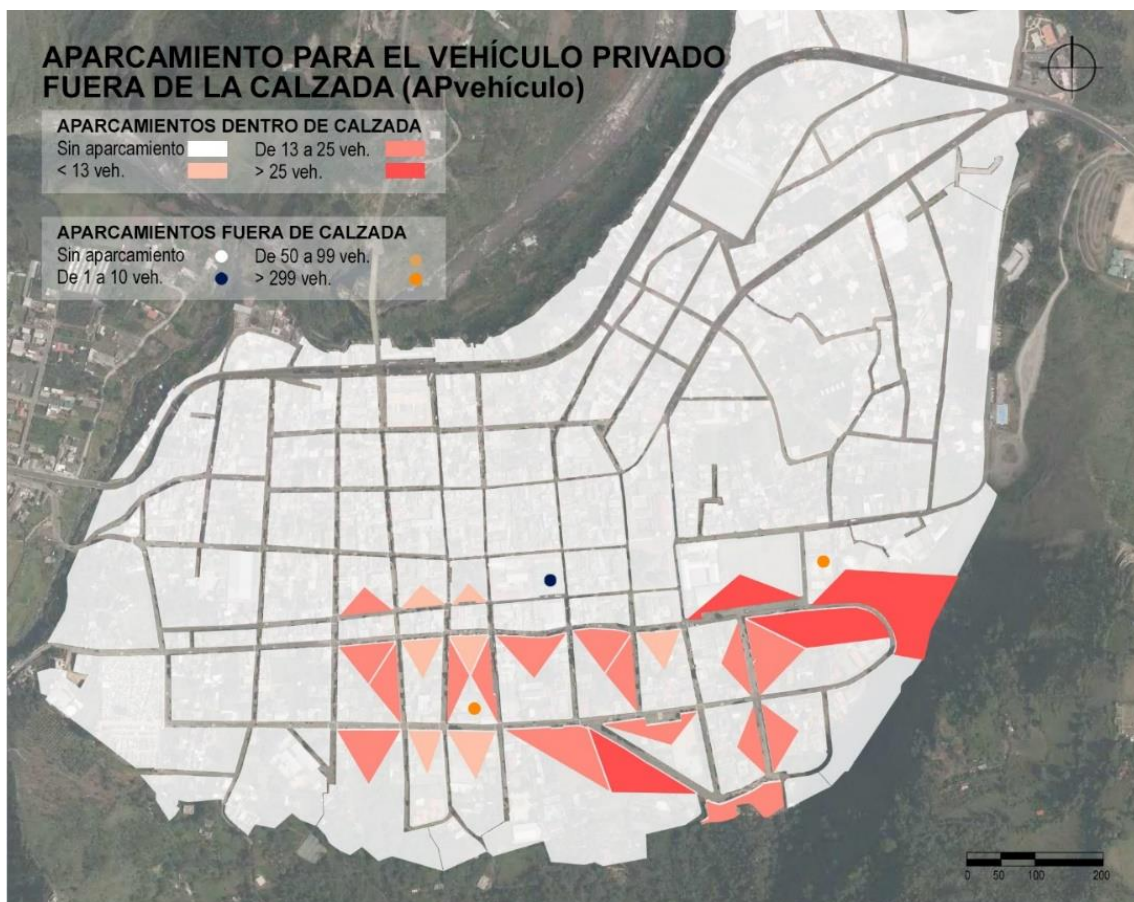 APARCAMIENTO PARA EL VEHÍCULO PRIVADO
FUERA DE LA CALZADA (APvehículo)
APARCAMIENTOS DENTRO DE CALZADA
Sin aparcamiento De 13 a 25 veh.
< 13 veh. > 25 veh.
APARCAMIENTOS FUERA DE CALZADA
Sin aparcamiento De 50 a 99 veh.
De 1 a 10 veh. > 299 veh.
0 50 100 200